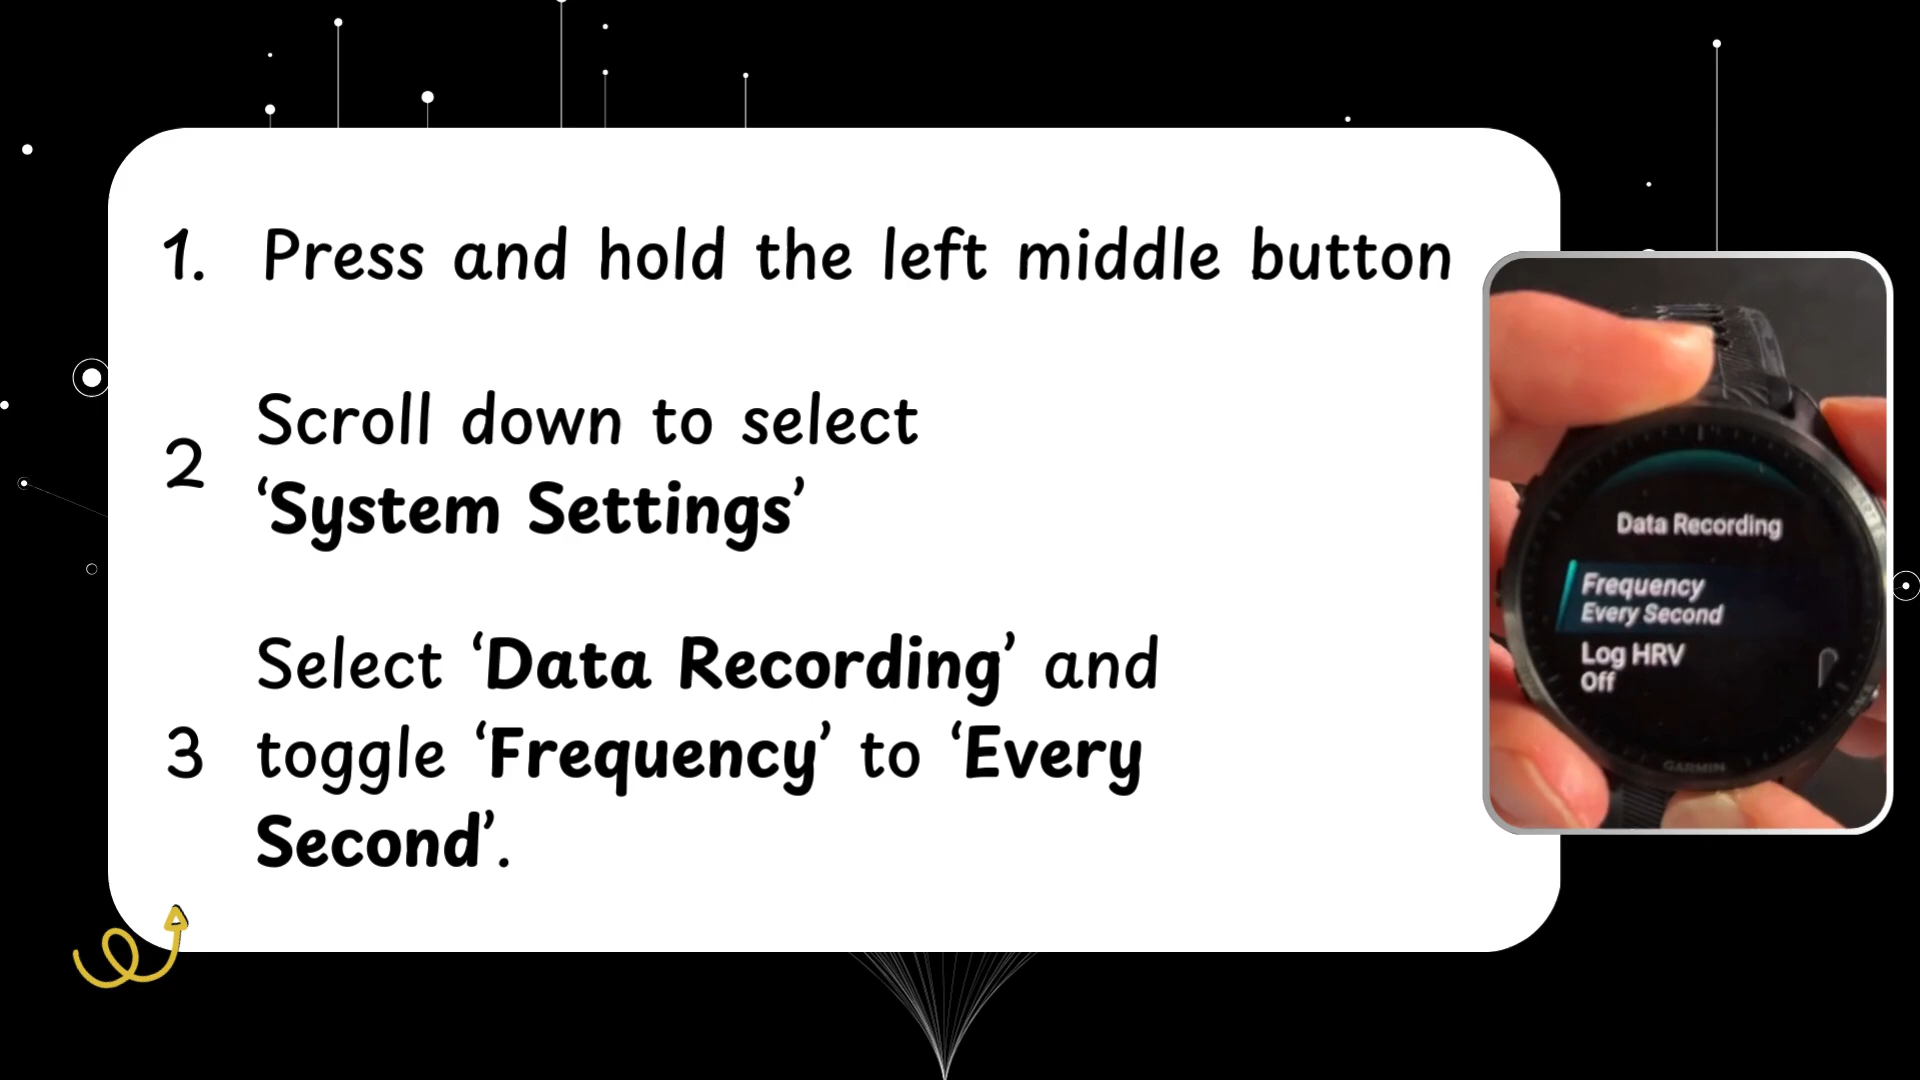 1. Press and hold the left middle button
2 Scroll down to select
‘System Settings’
3 Select ‘Data Recording’ and
toggle ‘Frequency’ to ‘Every
Second’.
Data Recording
Frequency
Every Second
Log HRV
Off
GARMIN